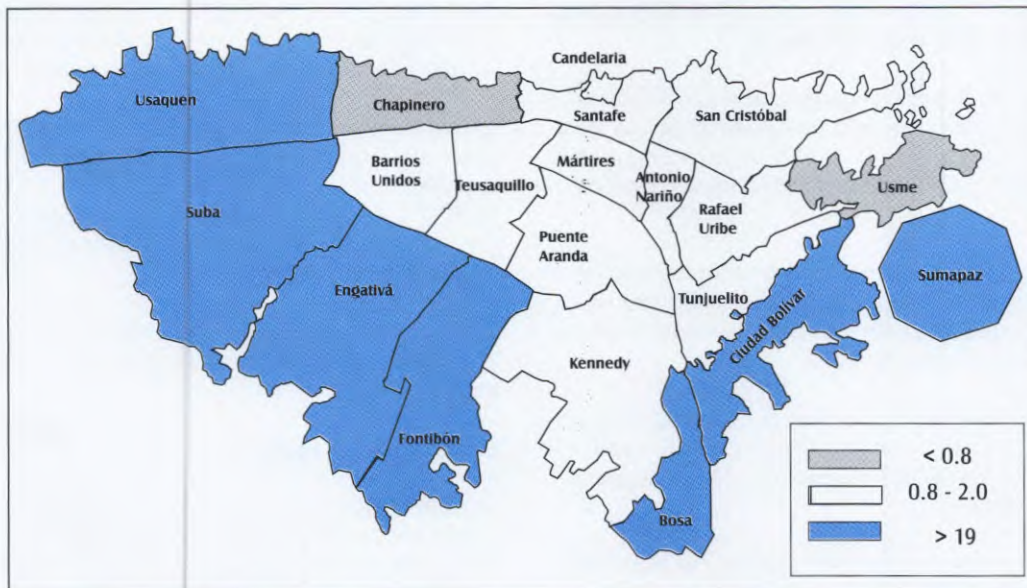 Candelaria
Usaquen
Chapinero
Santafe
San Cristóbal
Barrios
Unidos
Teusaquillo
Mártires
Antonio
Nariño
Rafael
Uribe
Usme
Suba
Puente
Aranda
Engativá
Tunjuelito
Ciudad Bolívar
Sumapaz
Kennedy
Fontibón
Bosa
< 0.8
0.8 - 2.0
> 19